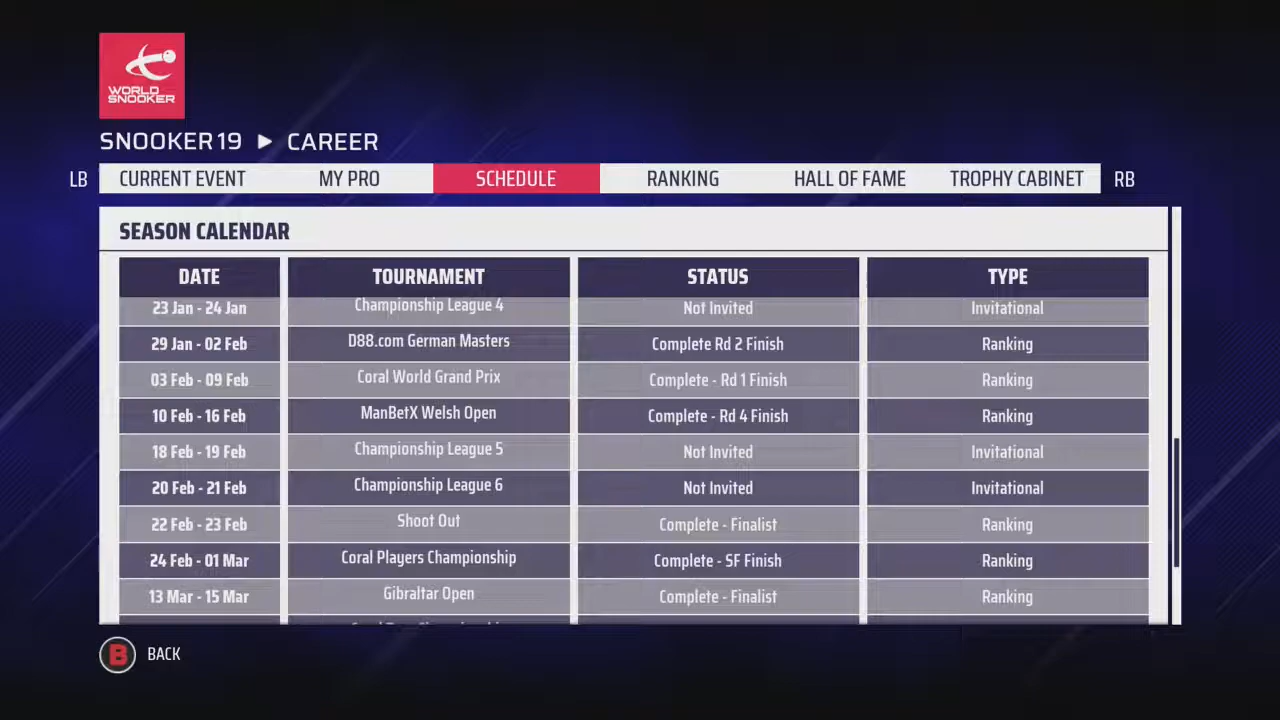 WORLD
SNOOKER
SNOOKER 19 ► CAREER
LB CURRENT EVENT MY PRO SCHEDULE RANKING HALL OF FAME TROPHY CABINET RB
SEASON CALENDAR
DATE TOURNAMENT STATUS TYPE
23 Jan - 24 Jan Championship League 4 Not Invited Invitational
29 Jan - 02 Feb D88.com German Masters Complete Rd 2 Finish Ranking
03 Feb - 09 Feb Coral World Grand Prix Complete - Rd 1 Finish Ranking
10 Feb - 16 Feb ManBetX Welsh Open Complete - Rd 4 Finish Ranking
18 Feb - 19 Feb Championship League 5 Not Invited Invitational
20 Feb - 21 Feb Championship League 6 Not Invited Invitational
22 Feb - 23 Feb Shoot Out Complete - Finalist Ranking
24 Feb - 01 Mar Coral Players Championship Complete - SF Finish Ranking
13 Mar - 15 Mar Gibraltar Open Complete - Finalist Ranking
B BACK